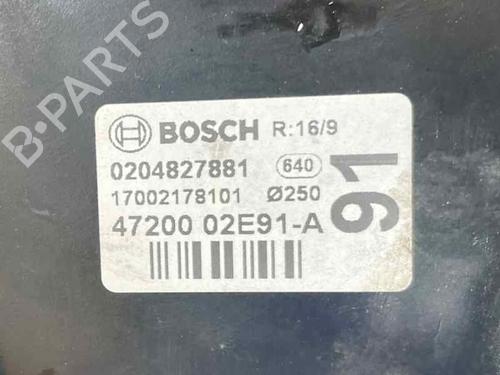 BOSCH R:16/9
0204827881 640
17002178101 Ø250
47200 02E91-A
91
B-PARTS